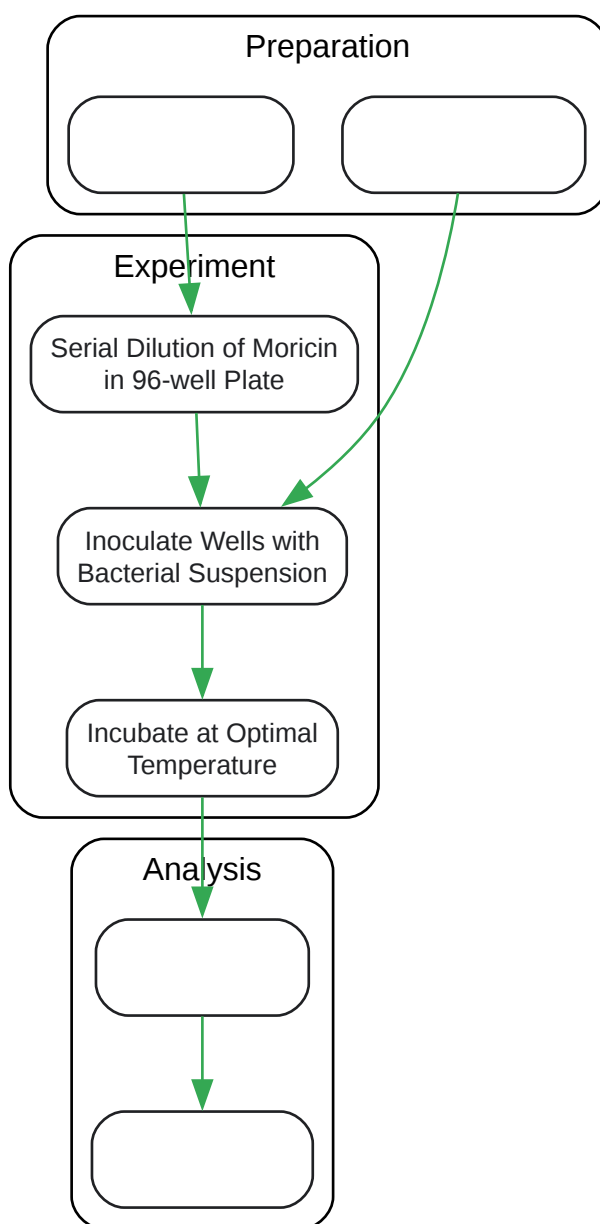 Preparation
Experiment
Serial Dilution of Moricin
in 96-well Plate
Inoculate Wells with
Bacterial Suspension
Incubate at Optimal
Temperature
Analysis